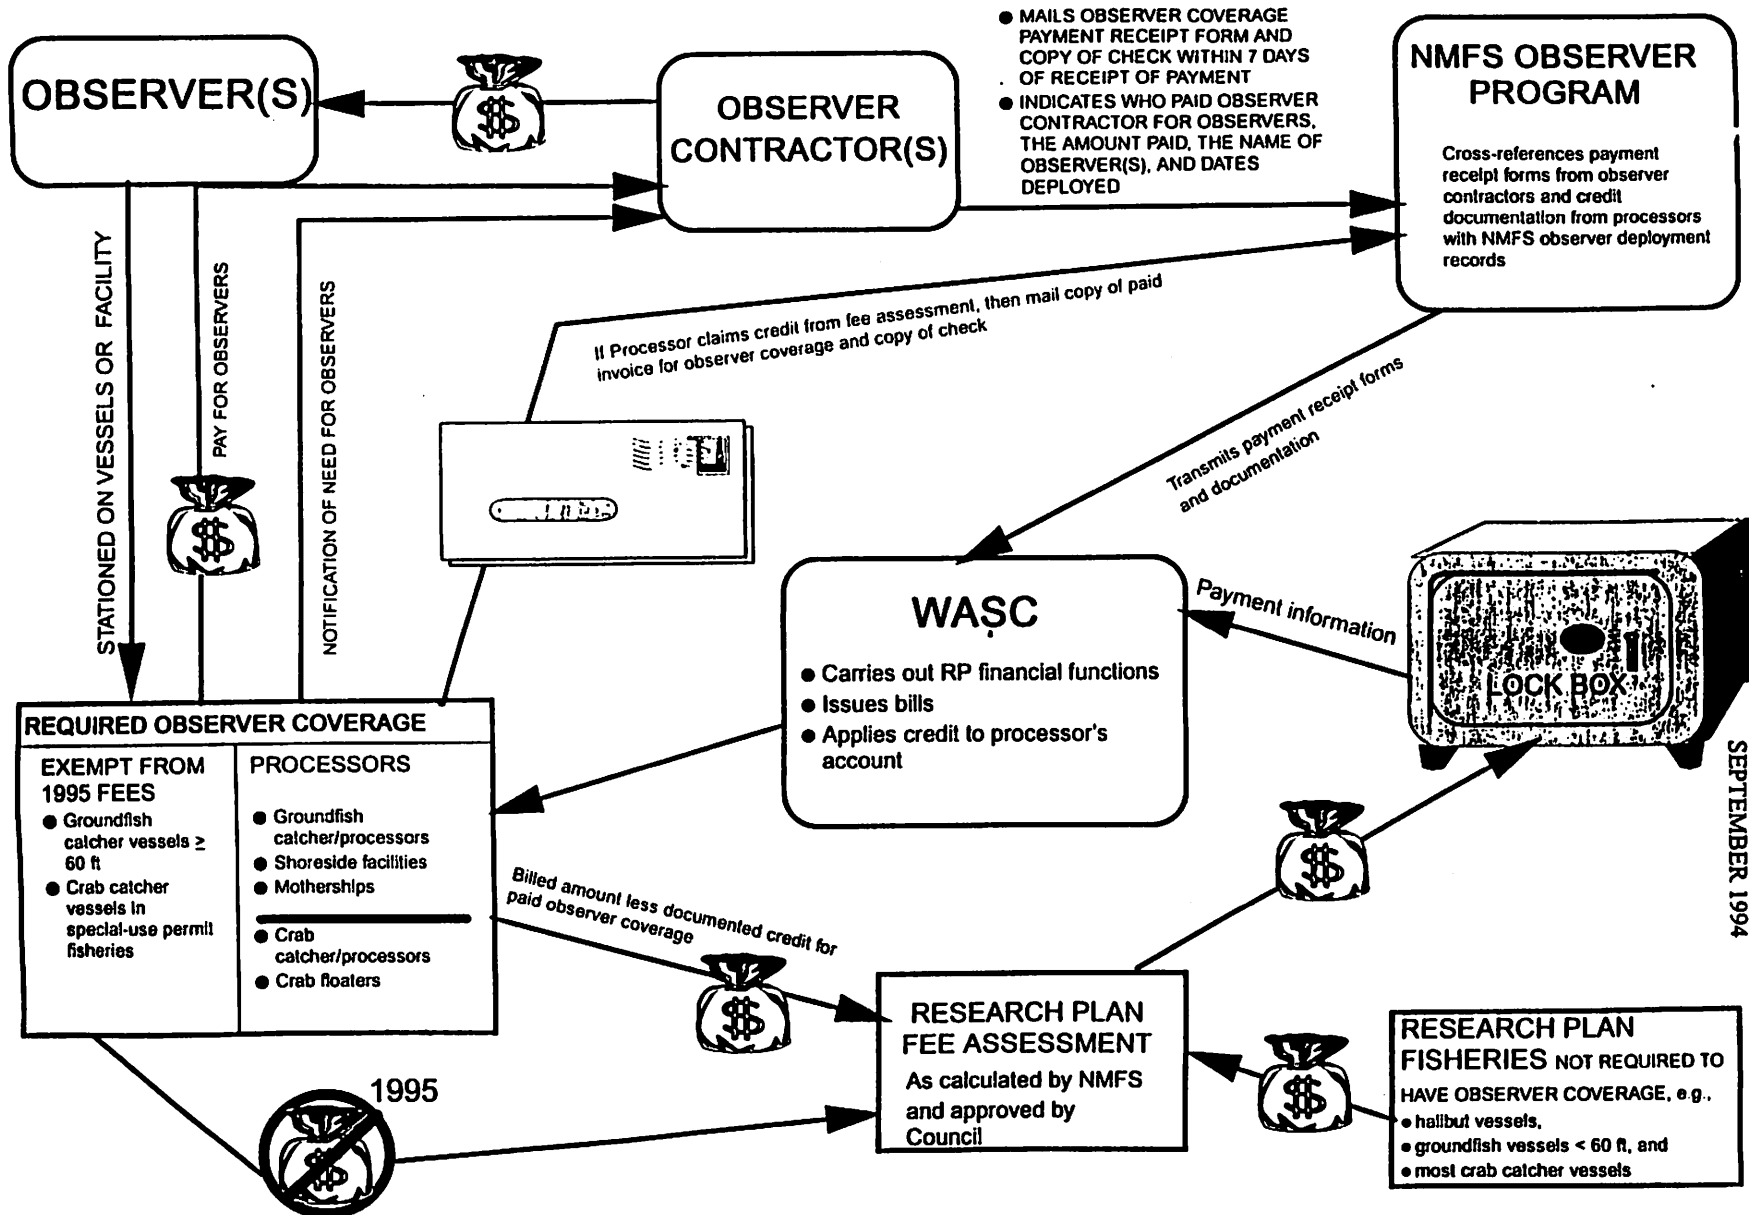 OBSERVER(S)
OBSERVER
CONTRACTOR(S)
● MAILS OBSERVER COVERAGE
PAYMENT RECEIPT FORM AND
COPY OF CHECK WITHIN 7 DAYS
OF RECEIPT OF PAYMENT
● INDICATES WHO PAID OBSERVER
CONTRACTOR FOR OBSERVERS,
THE AMOUNT PAID, THE NAME OF
OBSERVER(S), AND DATES
DEPLOYED
NMFS OBSERVER
PROGRAM
Cross-references payment
receipt forms from observer
contractors and credit
documentation from processors
with NMFS observer deployment
records
STATIONED ON VESSELS OR FACILITY
PAY FOR OBSERVERS
NOTIFICATION OF NEED FOR OBSERVERS
If Processor claims credit from fee assessment, then mail copy of paid
invoice for observer coverage and copy of check
Transmits payment receipt forms
and documentation
$
$
WASC
● Carries out RP financial functions
● Issues bills
● Applies credit to processor's
account
Payment information
LOCK BOX
SEPTEMBER 1994
REQUIRED OBSERVER COVERAGE
EXEMPT FROM
1995 FEES
● Groundfish
catcher vessels ≥
60 ft
● Crab catcher
vessels in
special-use permit
fisheries
PROCESSORS
● Groundfish
catcher/processors
● Shoreside facilities
● Motherships
● Crab
catcher/processors
● Crab floaters
Billed amount less documented credit for
paid observer coverage
$
$
RESEARCH PLAN
FEE ASSESSMENT
As calculated by NMFS
and approved by
Council
$
RESEARCH PLAN
FISHERIES NOT REQUIRED TO
HAVE OBSERVER COVERAGE, e.g.,
● halibut vessels,
● groundfish vessels < 60 ft, and
● most crab catcher vessels
1995
$